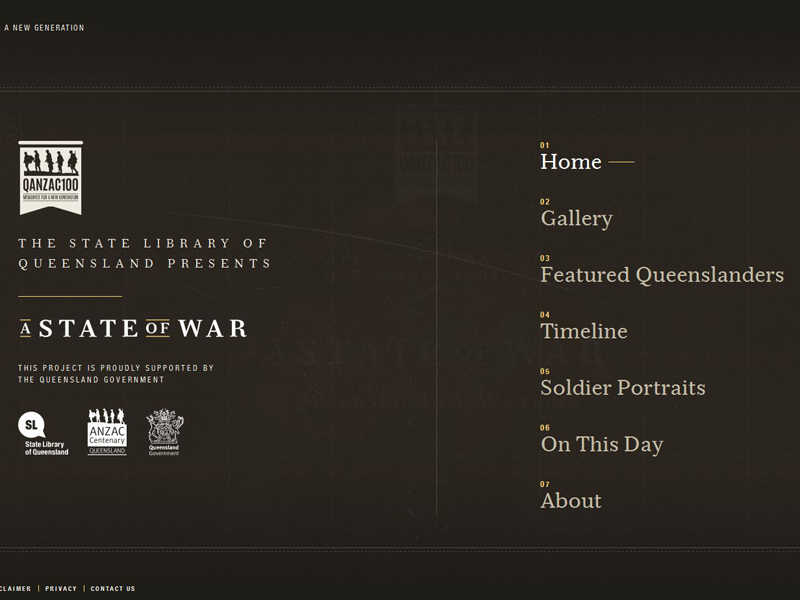 A NEW GENERATION
QANZAC100
MEMORIES FOR A NEW GENERATION
THE STATE LIBRARY OF
QUEENSLAND PRESENTS
A STATE OF WAR
THIS PROJECT IS PROUDLY SUPPORTED BY
THE QUEENSLAND GOVERNMENT
SL
State Library
of Queensland
ANZAC
Centenary
QUEENSLAND
Queensland
Government
01
Home
02
Gallery
03
Featured Queenslanders
04
Timeline
05
Soldier Portraits
06
On This Day
07
About
CLAIMER | PRIVACY | CONTACT US